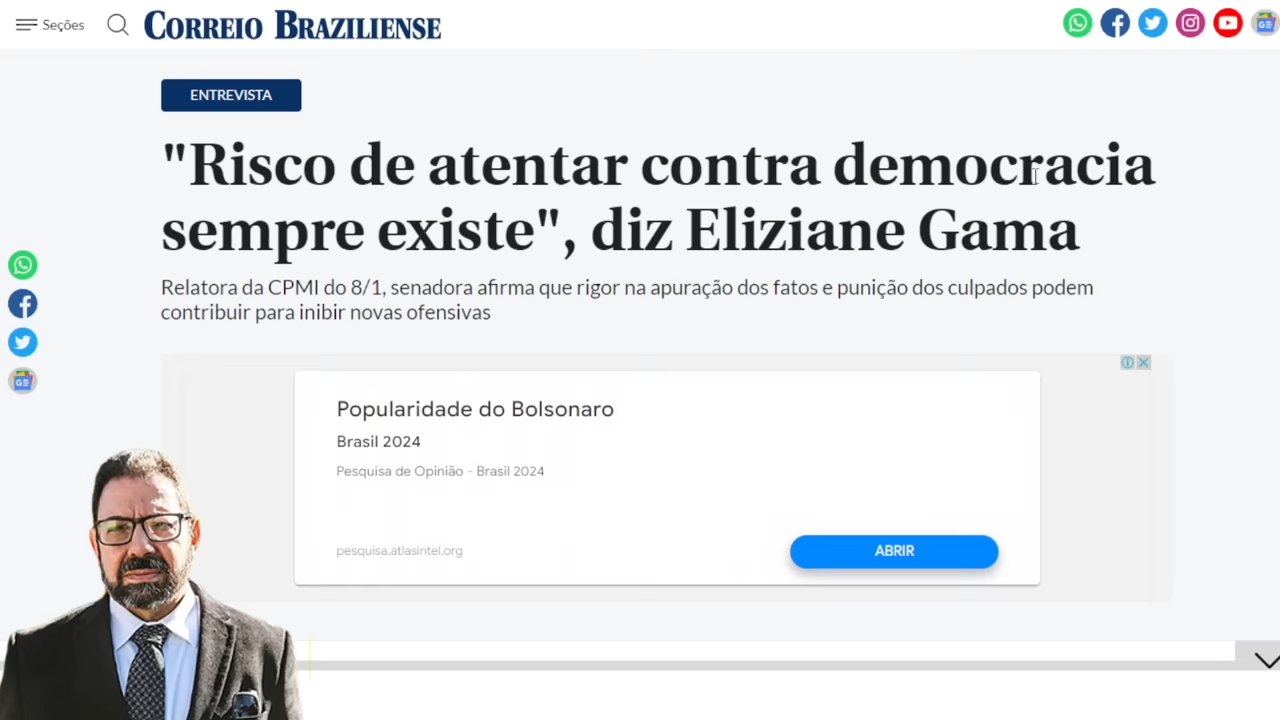 Seções
CORREIO BRAZILIENSE
ENTREVISTA
"Risco de atentar contra democracia
sempre existe", diz Eliziane Gama
Relatora da CPMI do 8/1, senadora afirma que rigor na apuração dos fatos e punição dos culpados podem
contribuir para inibir novas ofensivas
Popularidade do Bolsonaro
Brasil 2024
Pesquisa de Opinião - Brasil 2024
pesquisa.atlasintel.org
ABRIR